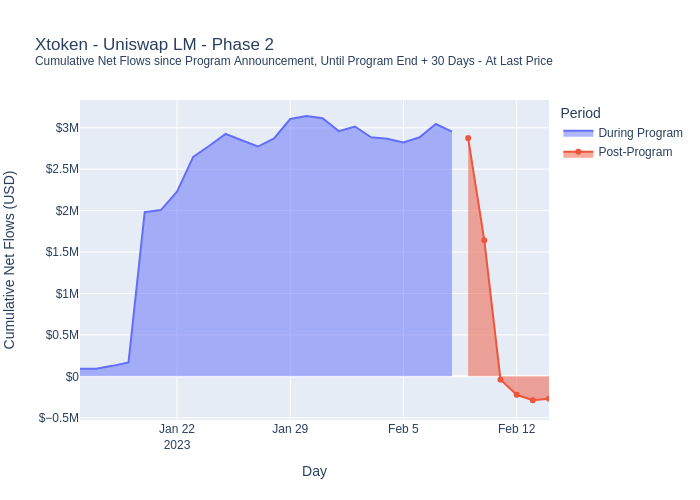 Xtoken - Uniswap LM - Phase 2
Cumulative Net Flows since Program Announcement, Until Program End + 30 Days - At Last Price
Period
During Program
Post-Program
Cumulative Net Flows (USD)
$3M
$2.5M
$2M
$1.5M
$1M
$0.5M
$0
$−0.5M
Jan 22
2023
Jan 29
Feb 5
Feb 12
Day